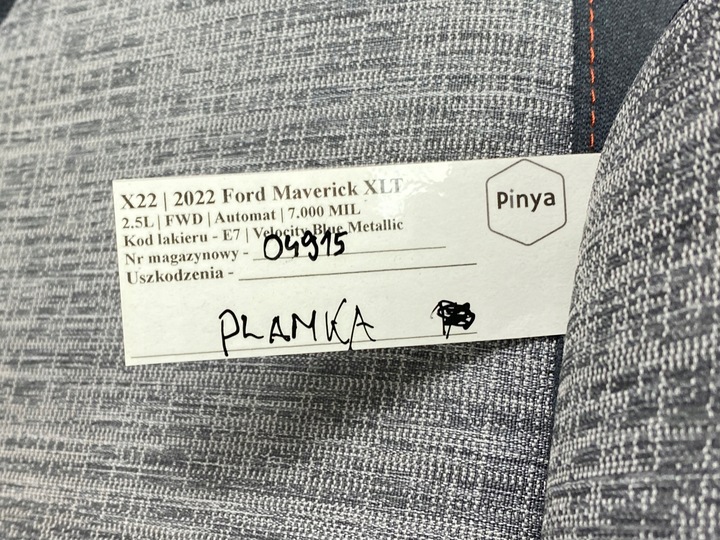 X22 | 2022 Ford Maverick XLT
2.5L | FWD | Automat | 7.000 MIL
Kod lakieru - E7 | Velocity Blue Metallic
Nr magazynowy - 04915
Uszkodzenia -
PLAMKA
Pinya